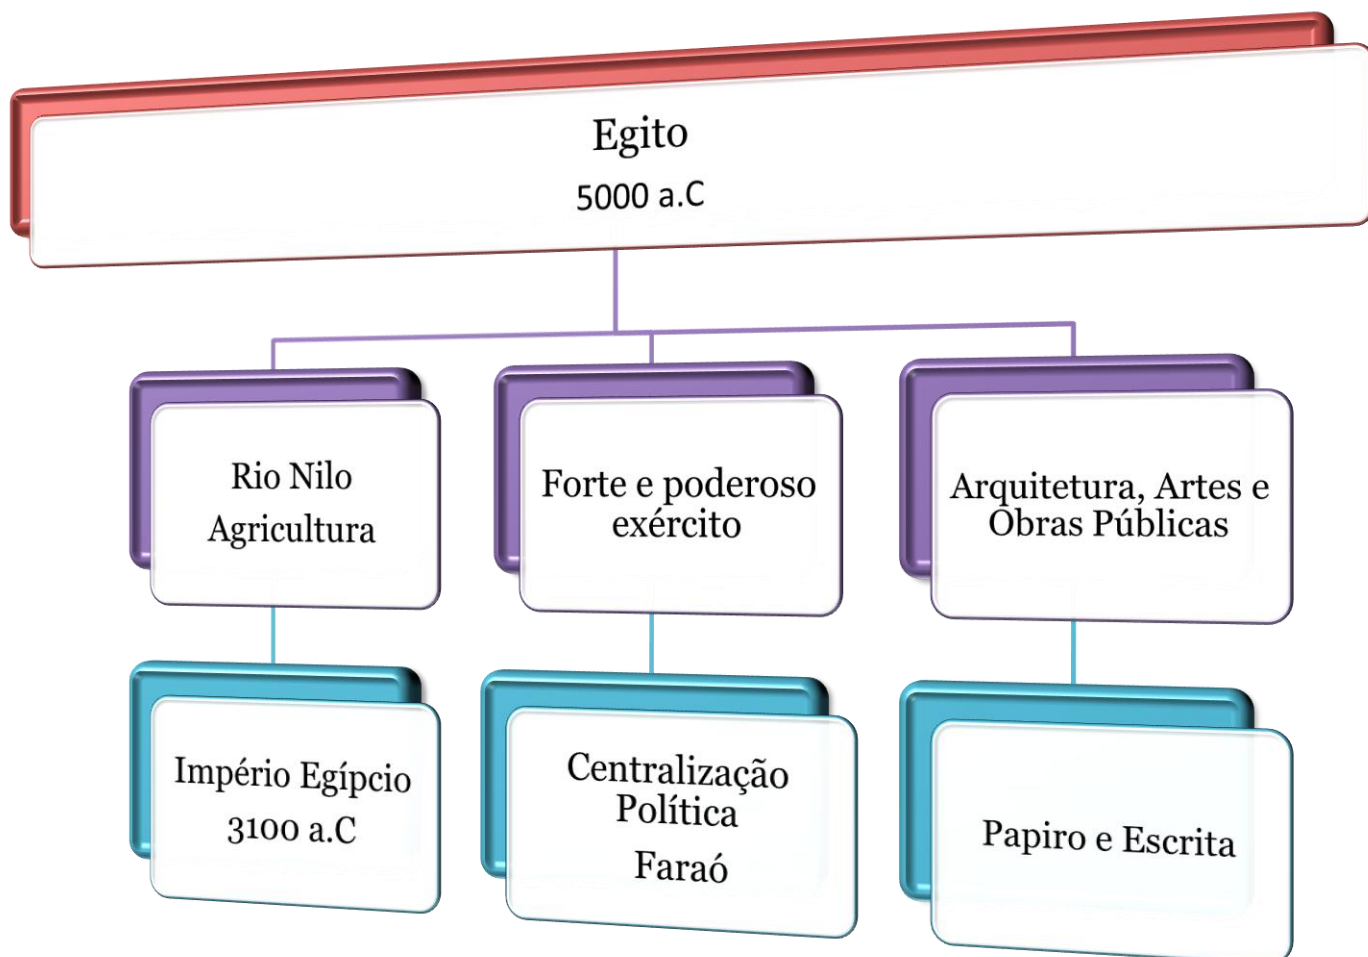 Egito
5000 a.C
Rio Nilo
Agricultura
Forte e poderoso
exército
Arquitetura, Artes e
Obras Públicas
Império Egípcio
3100 a.C
Centralização
Política
Faraó
Papiro e Escrita